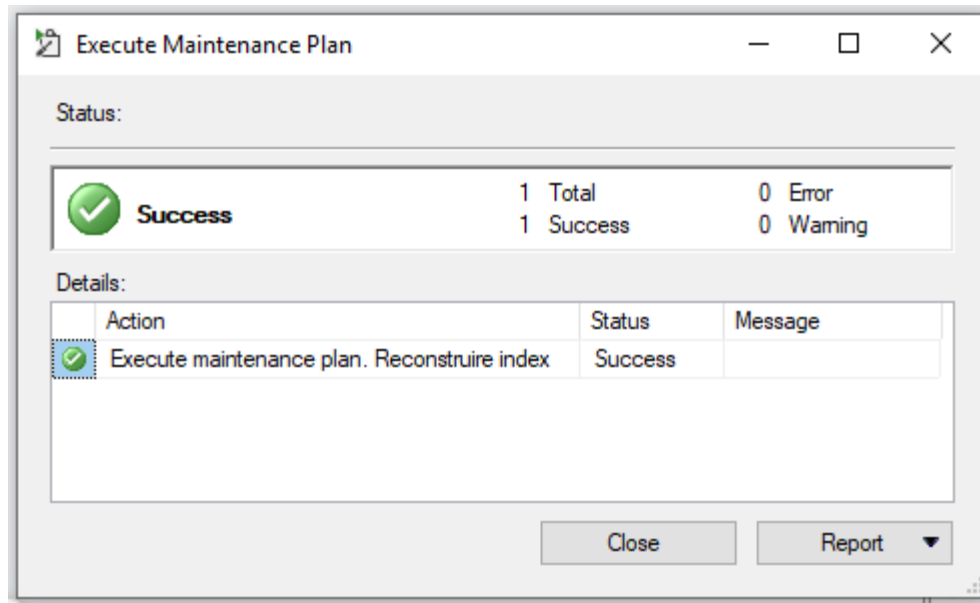 Execute Maintenance Plan
Status:
Success
1 Total 0 Error
1 Success 0 Warning
Details:
Action Status Message
Execute maintenance plan. Reconstruire index Success
Close Report